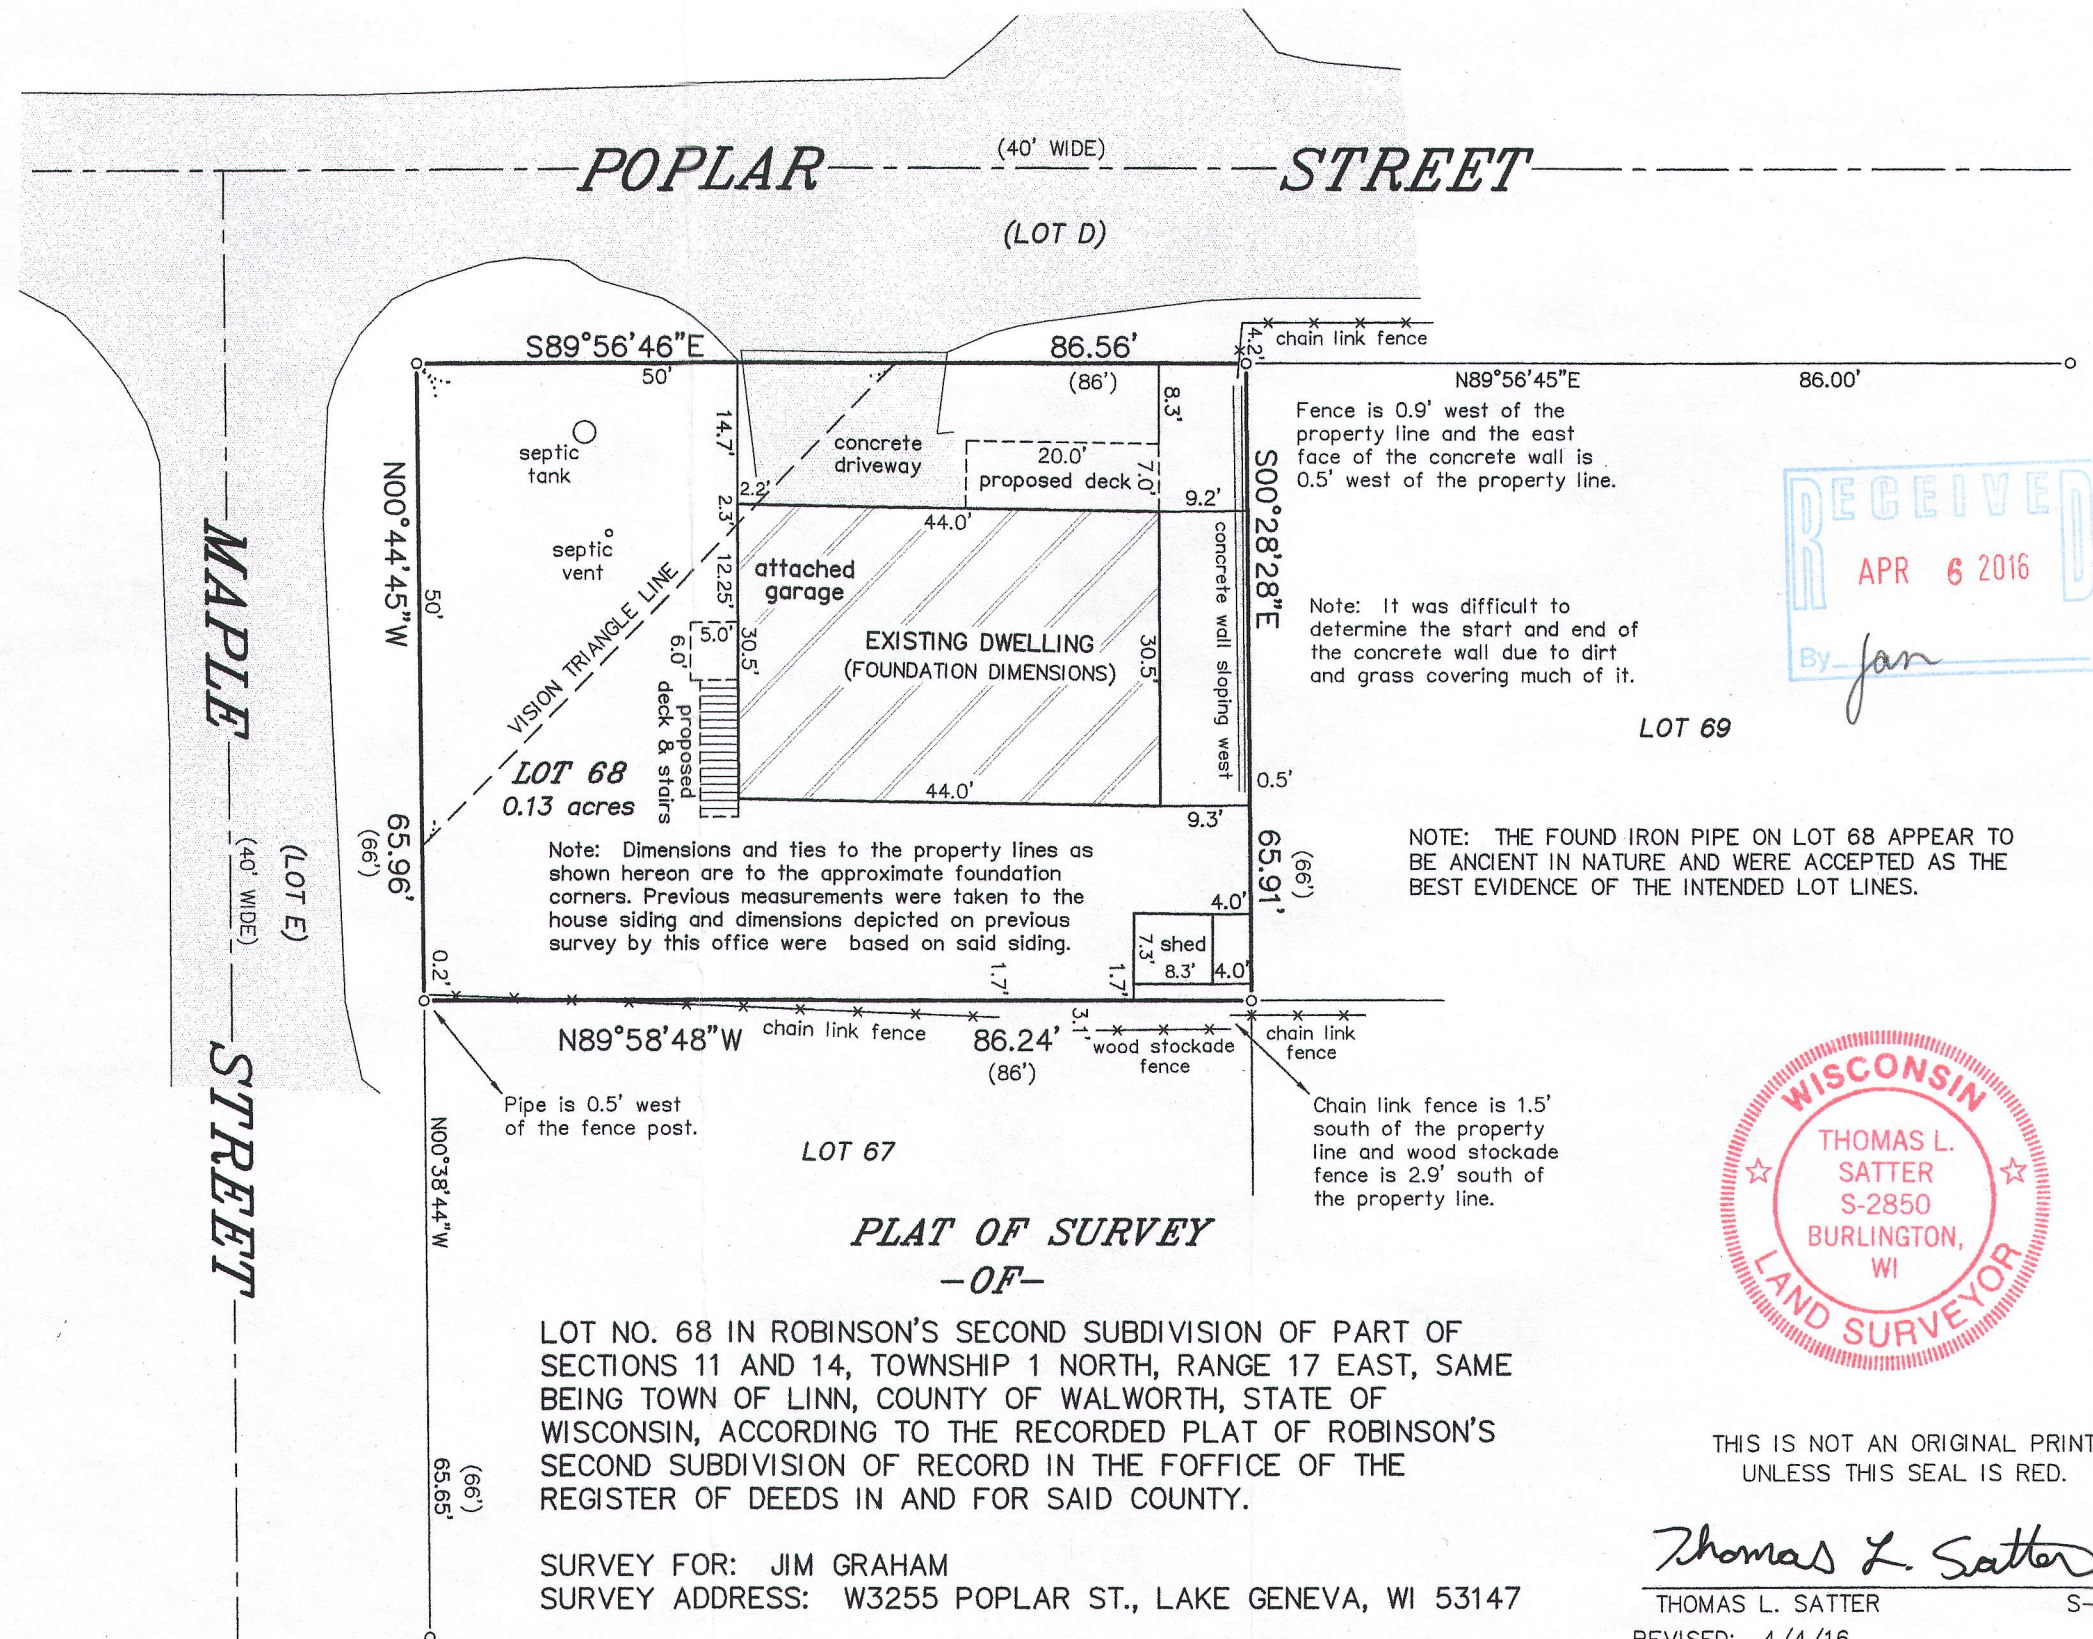 POPLAR (40' WIDE) STREET
(LOT D)
S89°56'46"E
50'
86.56'
(86')
4.2'
chain link fence
N89°56'45"E
86.00'
Fence is 0.9' west of the
property line and the east
face of the concrete wall is
0.5' west of the property line.
RECEIVED
APR 6 2016
By Jan
Note: It was difficult to
determine the start and end of
the concrete wall due to dirt
and grass covering much of it.
LOT 69
septic
tank
septic
vent
14.7'
2.2'
2.3'
12.25'
concrete
driveway
20.0'
proposed deck
7.0'
8.3'
9.2'
44.0'
attached
garage
EXISTING DWELLING
(FOUNDATION DIMENSIONS)
30.5'
30.5'
5.0'
6.0'
proposed
deck & stairs
44.0'
9.3'
concrete wall sloping west
0.5'
S00°28'28"E
65.91'
(66')
VISION TRIANGLE LINE
N00°44'45"W
50'
65.96'
(66')
LOT 68
0.13 acres
Note: Dimensions and ties to the property lines as
shown hereon are to the approximate foundation
corners. Previous measurements were taken to the
house siding and dimensions depicted on previous
survey by this office were based on said siding.
NOTE: THE FOUND IRON PIPE ON LOT 68 APPEAR TO
BE ANCIENT IN NATURE AND WERE ACCEPTED AS THE
BEST EVIDENCE OF THE INTENDED LOT LINES.
MAPLE (40' WIDE) STREET
(LOT E)
4.0'
shed
7.3'
8.3'
4.0'
1.7'
1.7'
0.2'
N89°58'48"W
chain link fence
86.24'
(86')
3.1'
wood stockade
fence
chain link
fence
Pipe is 0.5' west
of the fence post.
LOT 67
Chain link fence is 1.5'
south of the property
line and wood stockade
fence is 2.9' south of
the property line.
N00°38'44"W
65.65'
(66')
PLAT OF SURVEY
-OF-
LOT NO. 68 IN ROBINSON'S SECOND SUBDIVISION OF PART OF
SECTIONS 11 AND 14, TOWNSHIP 1 NORTH, RANGE 17 EAST, SAME
BEING TOWN OF LINN, COUNTY OF WALWORTH, STATE OF
WISCONSIN, ACCORDING TO THE RECORDED PLAT OF ROBINSON'S
SECOND SUBDIVISION OF RECORD IN THE FOFFICE OF THE
REGISTER OF DEEDS IN AND FOR SAID COUNTY.
SURVEY FOR: JIM GRAHAM
SURVEY ADDRESS: W3255 POPLAR ST., LAKE GENEVA, WI 53147
WISCONSIN
THOMAS L.
SATTER
S-2850
BURLINGTON,
WI
LAND SURVEYOR
THIS IS NOT AN ORIGINAL PRINT
UNLESS THIS SEAL IS RED.
Thomas L. Satter
THOMAS L. SATTER S-
REVISED: 4/4/16